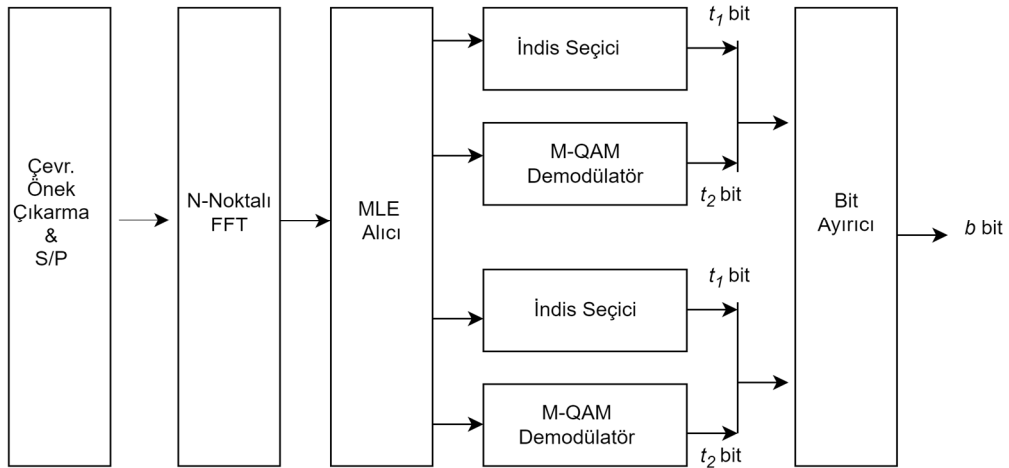 Çevr.
Önek
Çıkarma
&
S/P
N-Noktalı
FFT
MLE
Alıcı
İndis Seçici
t1 bit
M-QAM
Demodülatör
t2 bit
İndis Seçici
t1 bit
M-QAM
Demodülatör
t2 bit
Bit
Ayırıcı
b bit